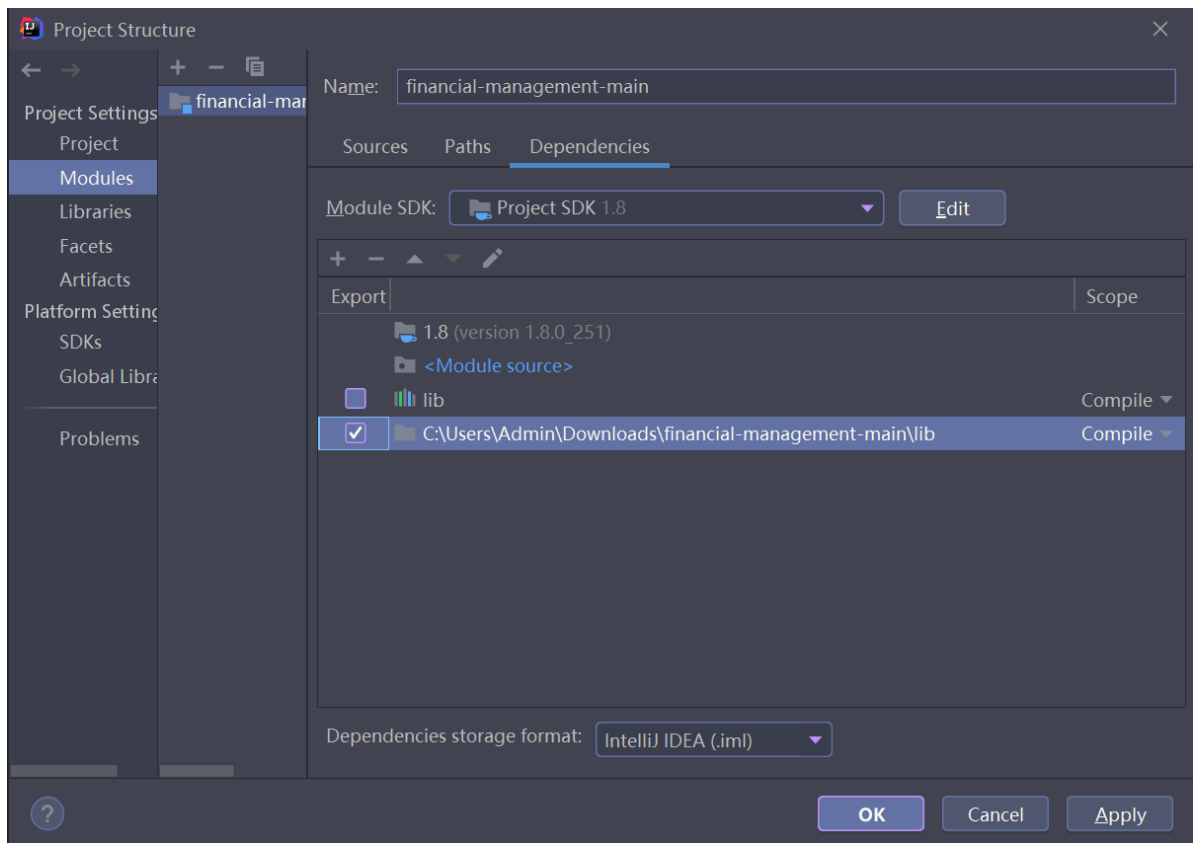 Project Structure
Project Settings
Project
Modules
Libraries
Facets
Artifacts
Platform Setting
SDKs
Global Libra
Problems
financial-mar
Name: financial-management-main
Sources Paths Dependencies
Module SDK: Project SDK 1.8 Edit
Export Scope
1.8 (version 1.8.0_251)
<Module source>
lib Compile
C:\Users\Admin\Downloads\financial-management-main\lib Compile
Dependencies storage format: IntelliJ IDEA (.iml)
? OK Cancel Apply